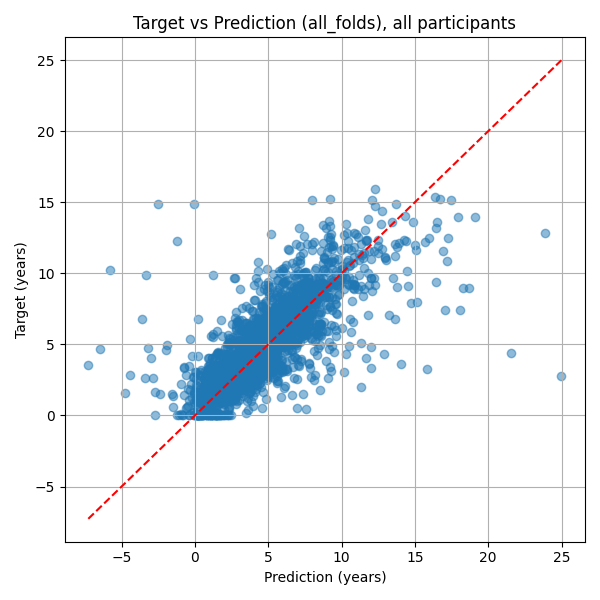 Target vs Prediction (all_folds), all participants
25
20
15
10
5
0
−5
Target (years)
−5 0 5 10 15 20 25
Prediction (years)